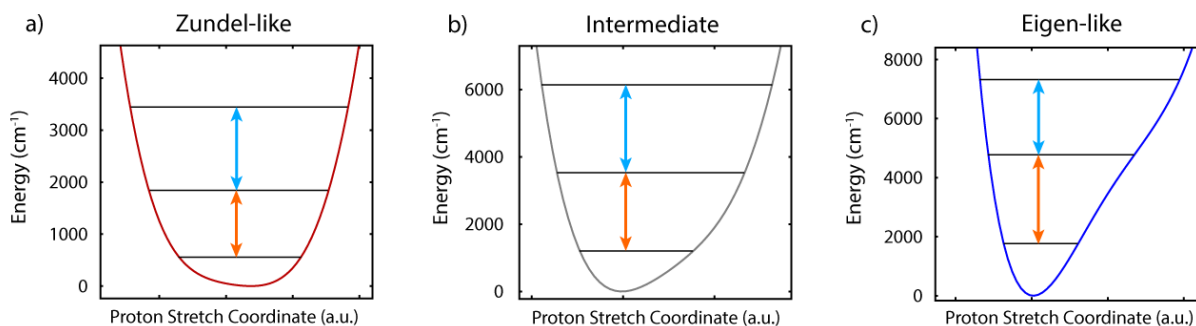 a) Zundel-like
Energy (cm⁻¹)
4000
3000
2000
1000
0
Proton Stretch Coordinate (a.u.)
b) Intermediate
Energy (cm⁻¹)
6000
4000
2000
0
Proton Stretch Coordinate (a.u.)
c) Eigen-like
Energy (cm⁻¹)
8000
6000
4000
2000
0
Proton Stretch Coordinate (a.u.)